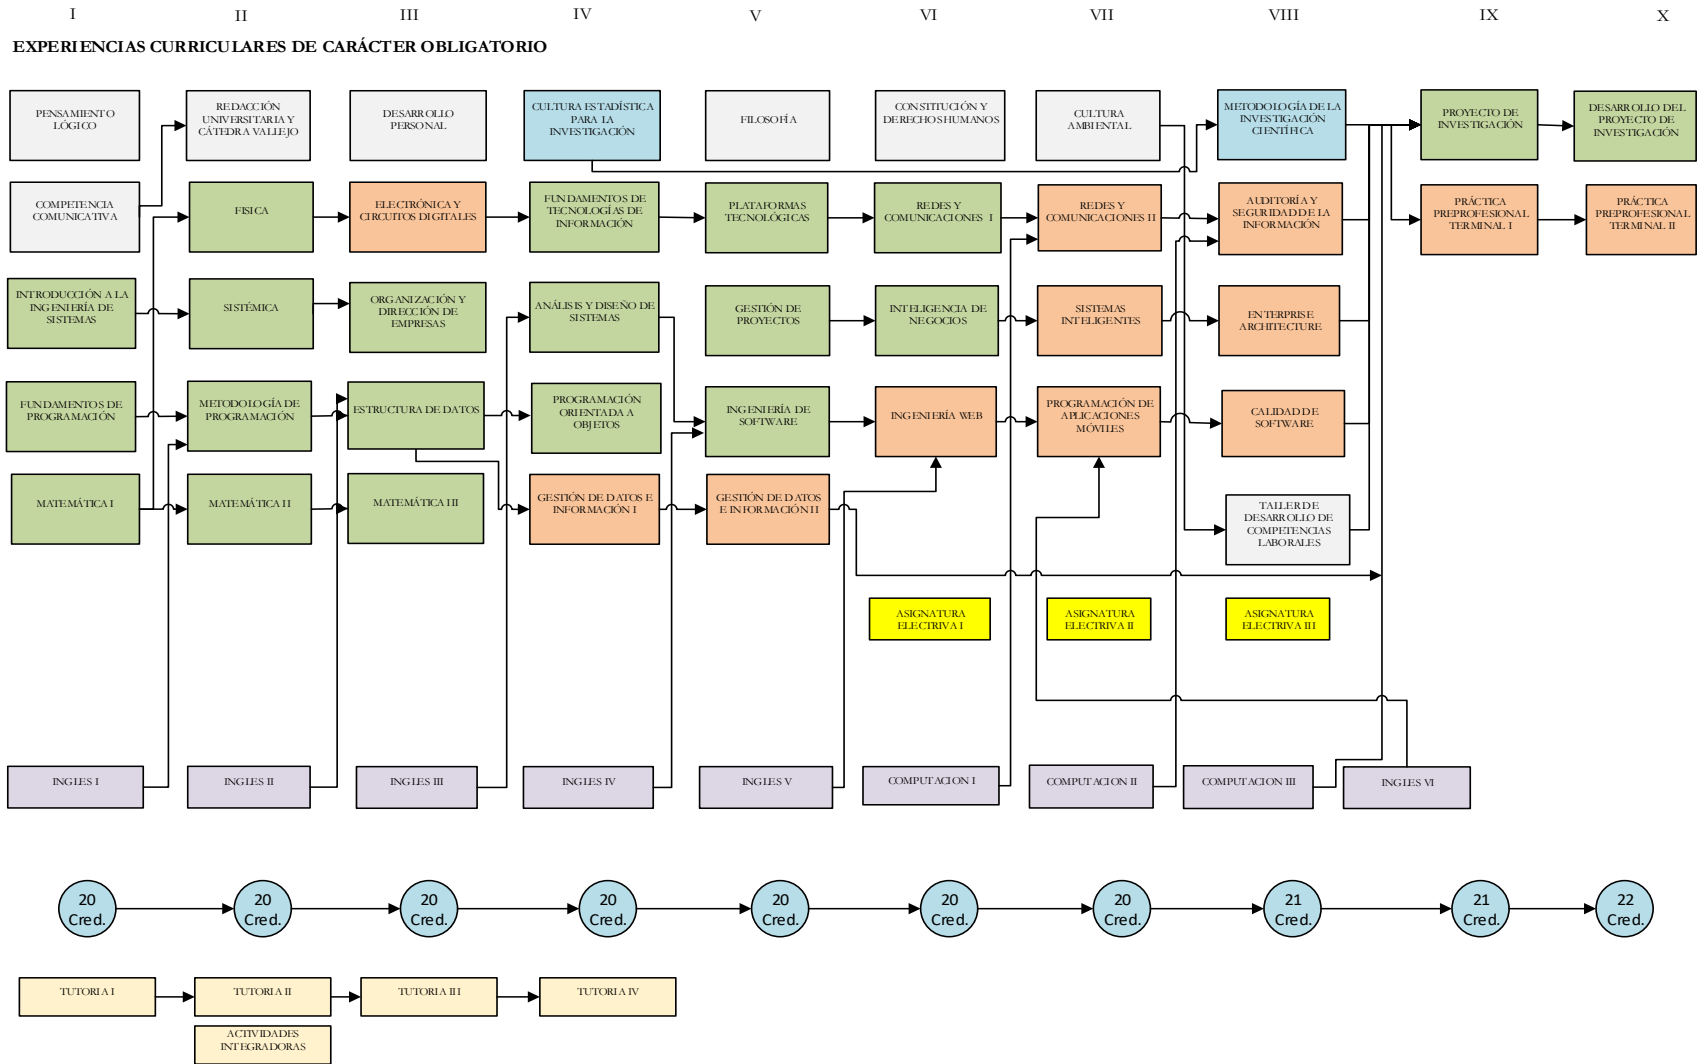 I II III IV V VI VII VIII IX X
EXPERIENCIAS CURRICULARES DE CARÁCTER OBLIGATORIO
PENSAMIENTO
LÓGICO
REDACCIÓN
UNIVERSITARIA Y
CÁTEDRA VALLEJO
DESARROLLO
PERSONAL
CULTURA ESTADÍSTICA
PARA LA
INVESTIGACIÓN
FILOSOFÍA
CONSTITUCIÓN Y
DERECHOS HUMANOS
CULTURA
AMBIENTAL
METODOLOGÍA DE LA
INVESTIGACIÓN
CIENTÍFICA
PROYECTO DE
INVESTIGACIÓN
DESARROLLO DEL
PROYECTO DE
INVESTIGACIÓN
COMPETENCIA
COMUNICATIVA
FISICA
ELECTRÓNICA Y
CIRCUITOS DIGITALES
FUNDAMENTOS DE
TECNOLOGÍAS DE
INFORMACIÓN
PLATAFORMAS
TECNOLÓGICAS
REDES Y
COMUNICACIONES I
REDES Y
COMUNICACIONES II
AUDITORÍA Y
SEGURIDAD DE LA
INFORMACIÓN
PRÁCTICA
PREPROFESIONAL
TERMINAL I
PRÁCTICA
PREPROFESIONAL
TERMINAL II
INTRODUCCIÓN A LA
INGENIERÍA DE
SISTEMAS
SISTÉMICA
ORGANIZACIÓN Y
DIRECCIÓN DE
EMPRESAS
ANÁLISIS Y DISEÑO DE
SISTEMAS
GESTIÓN DE
PROYECTOS
INTELIGENCIA DE
NEGOCIOS
SISTEMAS
INTELIGENTES
ENTERPRISE
ARCHITECTURE
FUNDAMENTOS DE
PROGRAMACIÓN
METODOLOGÍA DE
PROGRAMACIÓN
ESTRUCTURA DE DATOS
PROGRAMACIÓN
ORIENTADA A
OBJETOS
INGENIERÍA DE
SOFTWARE
INGENIERÍA WEB
PROGRAMACIÓN DE
APLICACIONES
MÓVILES
CALIDAD DE
SOFTWARE
MATEMÁTICA I
MATEMÁTICA II
MATEMÁTICA III
GESTIÓN DE DATOS E
INFORMACIÓN I
GESTIÓN DE DATOS
E INFORMACIÓN II
TALLER DE
DESARROLLO DE
COMPETENCIAS
LABORALES
ASIGNATURA
ELECTRIVA I
ASIGNATURA
ELECTRIVA II
ASIGNATURA
ELECTRIVA III
INGLES I
INGLES II
INGLES III
INGLES IV
INGLES V
COMPUTACION I
COMPUTACION II
COMPUTACION III
INGLES VI
20
Cred.
20
Cred.
20
Cred.
20
Cred.
20
Cred.
20
Cred.
20
Cred.
21
Cred.
21
Cred.
22
Cred.
TUTORIA I
TUTORIA II
TUTORIA III
TUTORIA IV
ACTIVIDADES
INTEGRADORAS